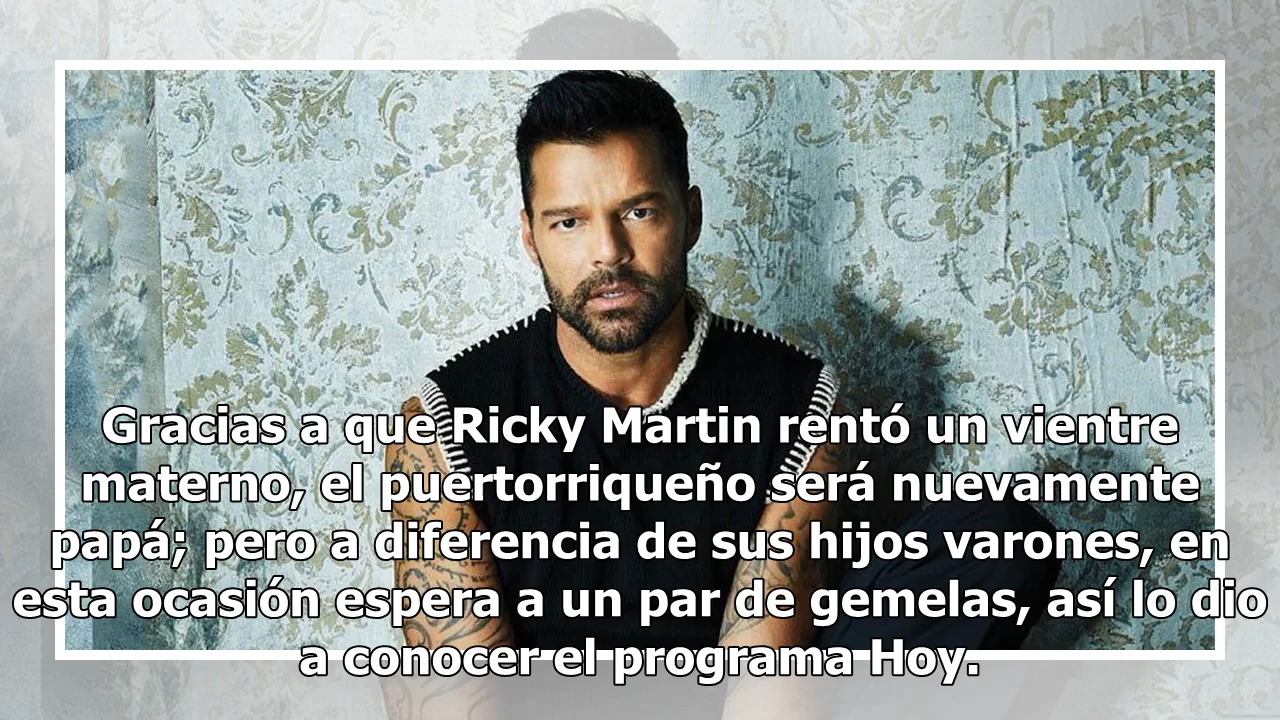 Gracias a que Ricky Martin rentó un vientre
materno, el puertorriqueño será nuevamente
papá; pero a diferencia de sus hijos varones, en
esta ocasión espera a un par de gemelas, así lo dio
a conocer el programa Hoy.